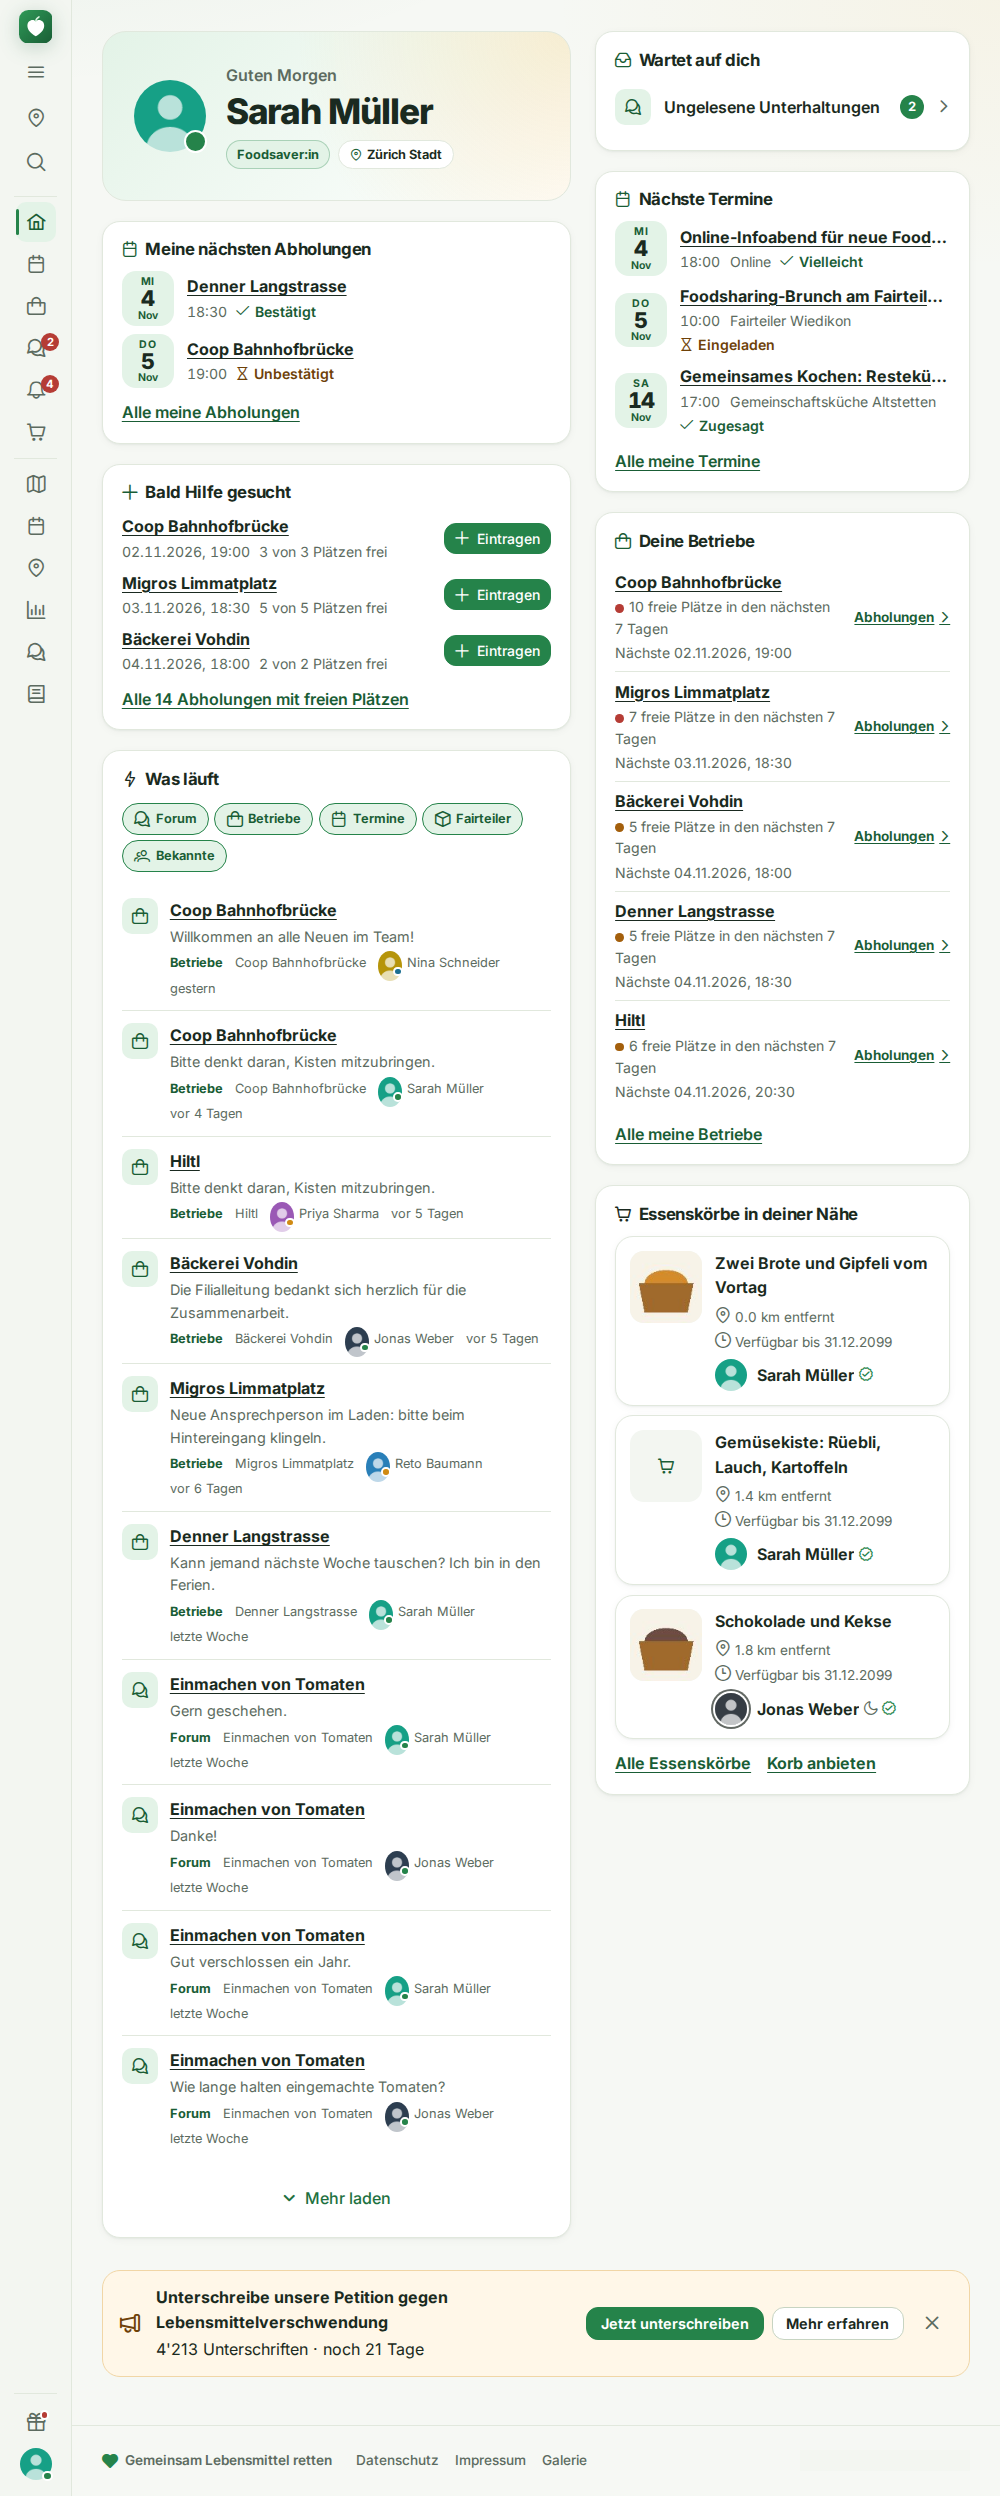 Guten Morgen
Sarah Müller
Foodsaver:in
Zürich Stadt
Meine nächsten Abholungen
MI
4
Nov
Denner Langstrasse
18:30 Bestätigt
DO
5
Nov
Coop Bahnhofbrücke
19:00 Unbestätigt
Alle meine Abholungen
Bald Hilfe gesucht
Coop Bahnhofbrücke
02.11.2026, 19:00 3 von 3 Plätzen frei
Eintragen
Migros Limmatplatz
03.11.2026, 18:30 5 von 5 Plätzen frei
Eintragen
Bäckerei Vohdin
04.11.2026, 18:00 2 von 2 Plätzen frei
Eintragen
Alle 14 Abholungen mit freien Plätzen
Was läuft
Forum
Betriebe
Termine
Fairteiler
Bekannte
Coop Bahnhofbrücke
Willkommen an alle Neuen im Team!
Betriebe Coop Bahnhofbrücke Nina Schneider
gestern
Coop Bahnhofbrücke
Bitte denkt daran, Kisten mitzubringen.
Betriebe Coop Bahnhofbrücke Sarah Müller
vor 4 Tagen
Hiltl
Bitte denkt daran, Kisten mitzubringen.
Betriebe Hiltl Priya Sharma vor 5 Tagen
Bäckerei Vohdin
Die Filialleitung bedankt sich herzlich für die
Zusammenarbeit.
Betriebe Bäckerei Vohdin Jonas Weber vor 5 Tagen
Migros Limmatplatz
Neue Ansprechperson im Laden: bitte beim
Hintereingang klingeln.
Betriebe Migros Limmatplatz Reto Baumann
vor 6 Tagen
Denner Langstrasse
Kann jemand nächste Woche tauschen? Ich bin in den
Ferien.
Betriebe Denner Langstrasse Sarah Müller
letzte Woche
Einmachen von Tomaten
Gern geschehen.
Forum Einmachen von Tomaten Sarah Müller
letzte Woche
Einmachen von Tomaten
Danke!
Forum Einmachen von Tomaten Jonas Weber
letzte Woche
Einmachen von Tomaten
Gut verschlossen ein Jahr.
Forum Einmachen von Tomaten Sarah Müller
letzte Woche
Einmachen von Tomaten
Wie lange halten eingemachte Tomaten?
Forum Einmachen von Tomaten Jonas Weber
letzte Woche
Mehr laden
Wartet auf dich
Ungelesene Unterhaltungen 2
Nächste Termine
MI
4
Nov
Online-Infoabend für neue Food...
18:00 Online Vielleicht
DO
5
Nov
Foodsharing-Brunch am Fairteil...
10:00 Fairteiler Wiedikon
Eingeladen
SA
14
Nov
Gemeinsames Kochen: Restekü...
17:00 Gemeinschaftsküche Altstetten
Zugesagt
Alle meine Termine
Deine Betriebe
Coop Bahnhofbrücke
10 freie Plätze in den nächsten
7 Tagen
Nächste 02.11.2026, 19:00
Abholungen
Migros Limmatplatz
7 freie Plätze in den nächsten 7
Tagen
Nächste 03.11.2026, 18:30
Abholungen
Bäckerei Vohdin
5 freie Plätze in den nächsten 7
Tagen
Nächste 04.11.2026, 18:00
Abholungen
Denner Langstrasse
5 freie Plätze in den nächsten 7
Tagen
Nächste 04.11.2026, 18:30
Abholungen
Hiltl
6 freie Plätze in den nächsten 7
Tagen
Nächste 04.11.2026, 20:30
Abholungen
Alle meine Betriebe
Essenskörbe in deiner Nähe
Zwei Brote und Gipfeli vom
Vortag
0.0 km entfernt
Verfügbar bis 31.12.2099
Sarah Müller
Gemüsekiste: Rüebli,
Lauch, Kartoffeln
1.4 km entfernt
Verfügbar bis 31.12.2099
Sarah Müller
Schokolade und Kekse
1.8 km entfernt
Verfügbar bis 31.12.2099
Jonas Weber
Alle Essenskörbe Korb anbieten
2
4
Unterschreibe unsere Petition gegen
Lebensmittelverschwendung
4'213 Unterschriften · noch 21 Tage
Jetzt unterschreiben
Mehr erfahren
Gemeinsam Lebensmittel retten Datenschutz Impressum Galerie